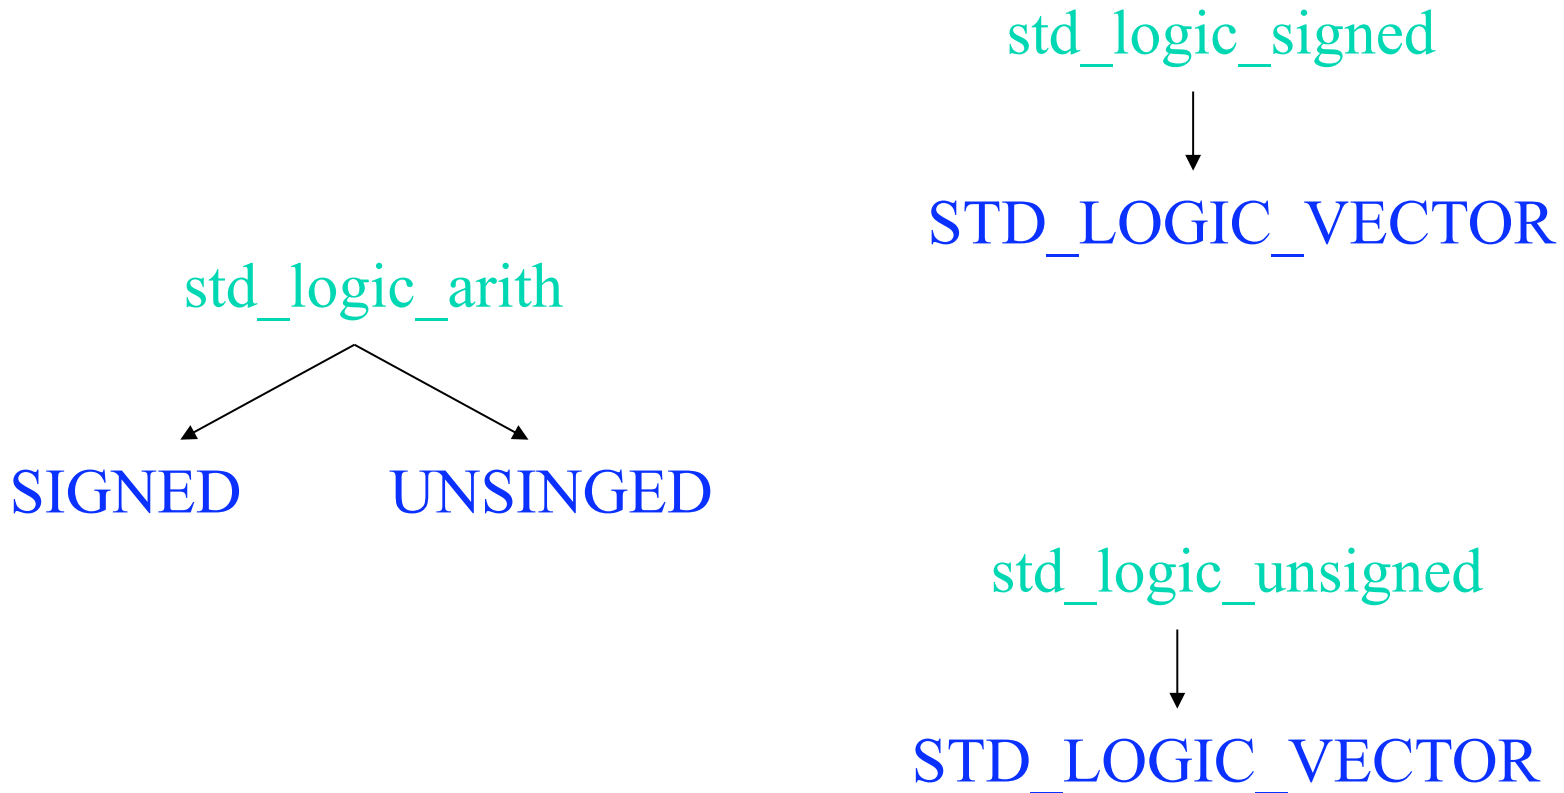 std_logic_signed
STD_LOGIC_VECTOR
std_logic_arith
SIGNED UNSINGED
std_logic_unsigned
STD_LOGIC_VECTOR